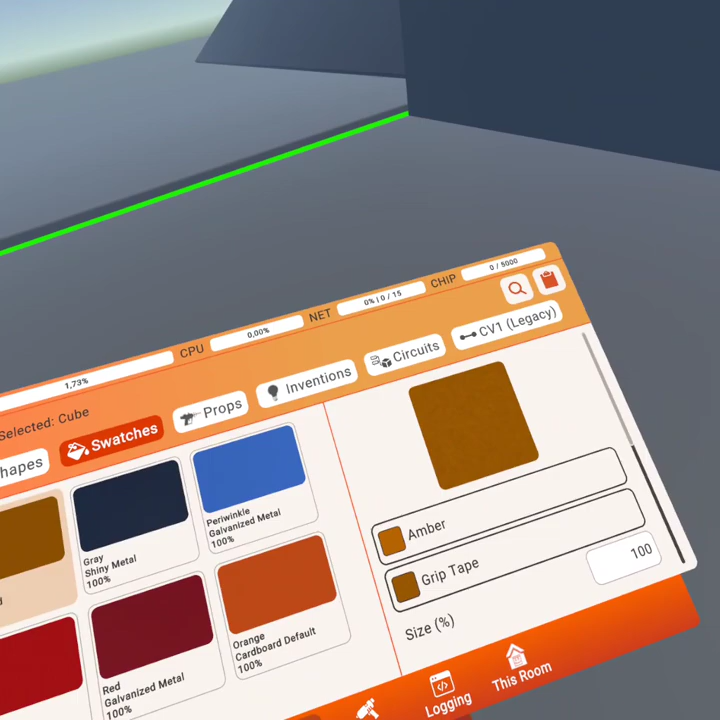 1,73%
CPU
0,00%
NET
0% | 0 / 15
CHIP
0 / 5000
Selected: Cube
hapes
Swatches
Props
Inventions
Circuits
CV1 (Legacy)
Gray
Shiny Metal
100%
Periwinkle
Galvanized Metal
100%
Red
Galvanized Metal
100%
Orange
Cardboard Default
100%
Amber
Grip Tape
Size (%)
100
Logging
This Room